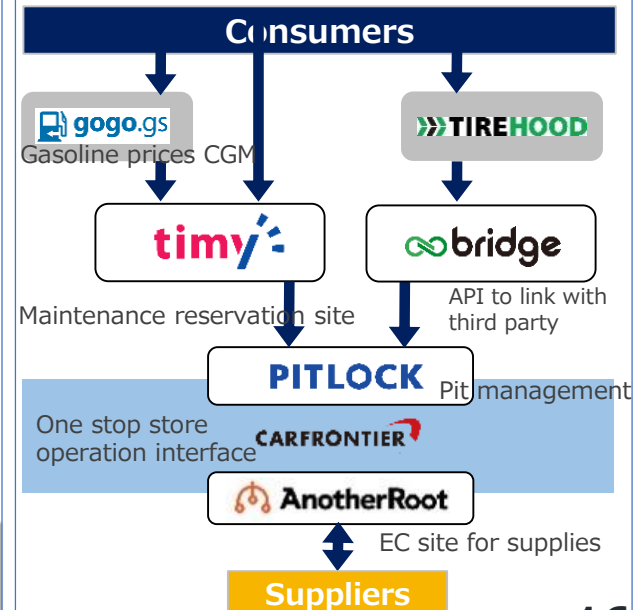 Consumers
gogo.gs
TIREHOOD
Gasoline prices CGM
timy
bridge
Maintenance reservation site
API to link with
third party
PITLOCK
Pit management
One stop store
operation interface
CARFRONTIER
AnotherRoot
EC site for supplies
Suppliers